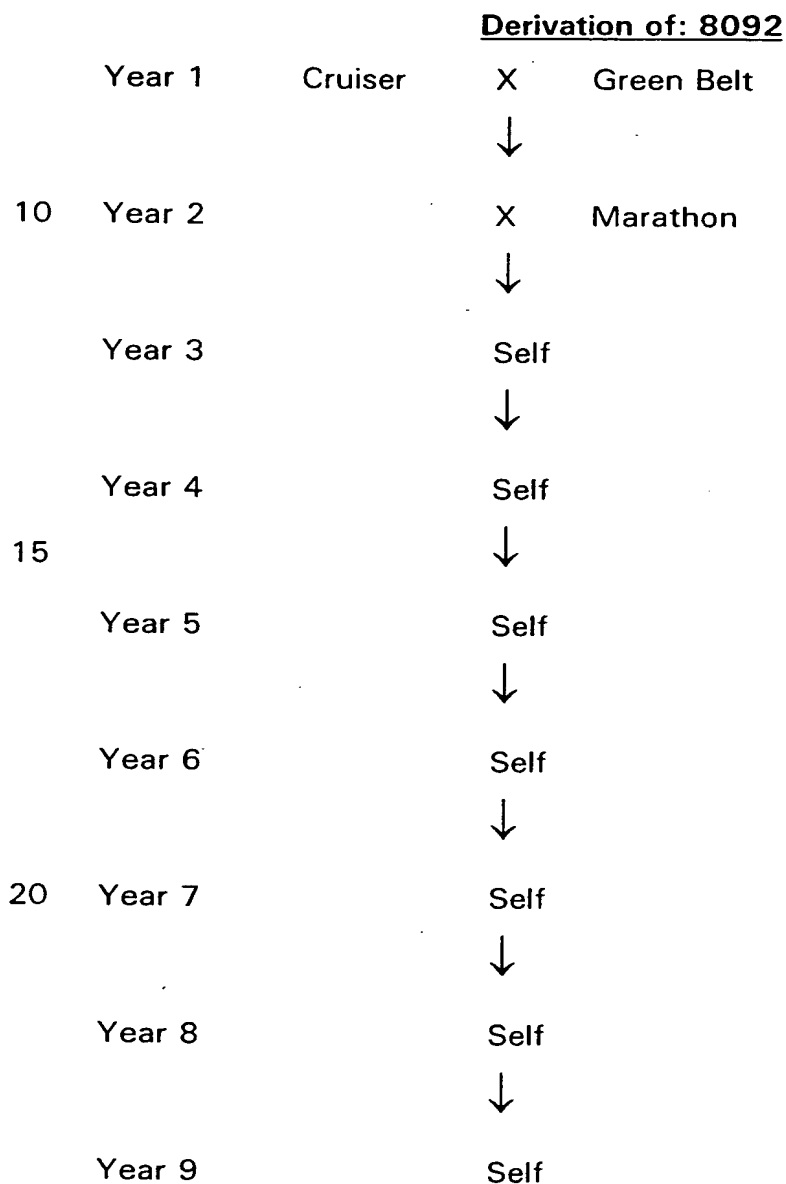 Derivation of: 8092
Year 1 Cruiser X Green Belt
↓
10 Year 2 X Marathon
↓
Year 3 Self
↓
Year 4 Self
15 ↓
Year 5 Self
↓
Year 6 Self
↓
20 Year 7 Self
↓
Year 8 Self
↓
Year 9 Self